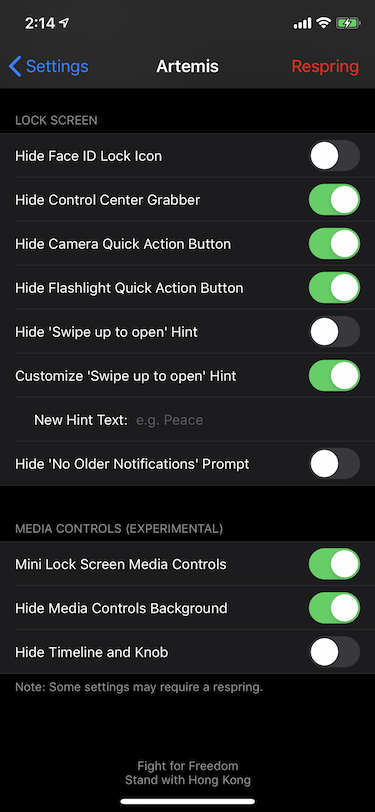 2:14
Settings
Artemis
Respring
LOCK SCREEN
Hide Face ID Lock Icon
Hide Control Center Grabber
Hide Camera Quick Action Button
Hide Flashlight Quick Action Button
Hide 'Swipe up to open' Hint
Customize 'Swipe up to open' Hint
New Hint Text: e.g. Peace
Hide 'No Older Notifications' Prompt
MEDIA CONTROLS (EXPERIMENTAL)
Mini Lock Screen Media Controls
Hide Media Controls Background
Hide Timeline and Knob
Note: Some settings may require a respring.
Fight for Freedom
Stand with Hong Kong